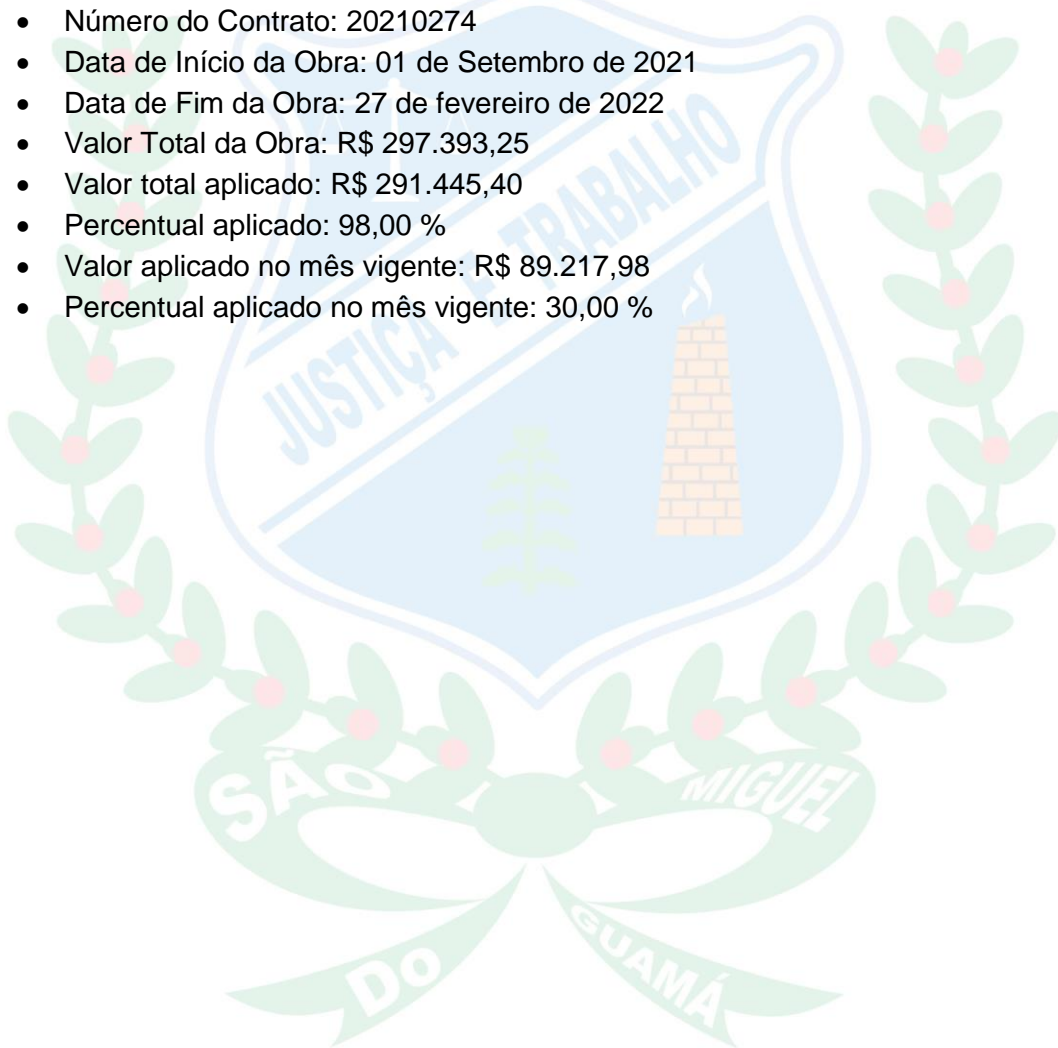 • Número do Contrato: 20210274
• Data de Início da Obra: 01 de Setembro de 2021
• Data de Fim da Obra: 27 de fevereiro de 2022
• Valor Total da Obra: R$ 297.393,25
• Valor total aplicado: R$ 291.445,40
• Percentual aplicado: 98,00 %
• Valor aplicado no mês vigente: R$ 89.217,98
• Percentual aplicado no mês vigente: 30,00 %
JUSTIÇA E TRABALHO
SÃO MIGUEL
DO GUAMÁ